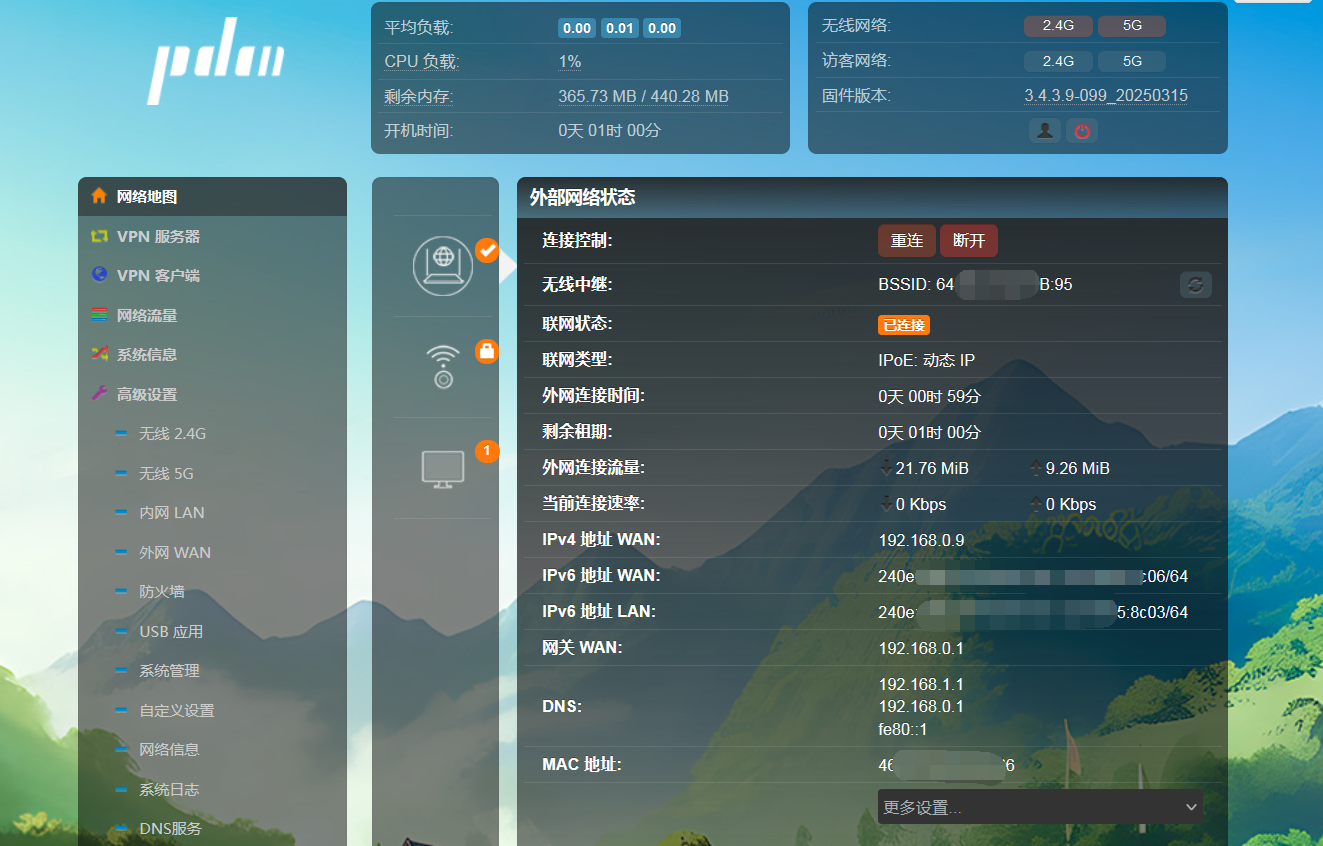 pdcn
平均负载: 0.00 0.01 0.00
CPU 负载: 1%
剩余内存: 365.73 MB / 440.28 MB
开机时间: 0天 01时 00分
无线网络: 2.4G 5G
访客网络: 2.4G 5G
固件版本: 3.4.3.9-099_20250315
网络地图
VPN 服务器
VPN 客户端
网络流量
系统信息
高级设置
无线 2.4G
无线 5G
内网 LAN
外网 WAN
防火墙
USB 应用
系统管理
自定义设置
网络信息
系统日志
DNS服务
1
外部网络状态
连接控制: 重连 断开
无线中继: BSSID: 64 B:95
联网状态: 已连接
联网类型: IPoE: 动态 IP
外网连接时间: 0天 00时 59分
剩余租期: 0天 01时 00分
外网连接流量: 21.76 MiB 9.26 MiB
当前连接速率: 0 Kbps 0 Kbps
IPv4 地址 WAN: 192.168.0.9
IPv6 地址 WAN: 240e c06/64
IPv6 地址 LAN: 240e: 5:8c03/64
网关 WAN: 192.168.0.1
DNS: 192.168.1.1
192.168.0.1
fe80::1
MAC 地址: 46 6
更多设置...